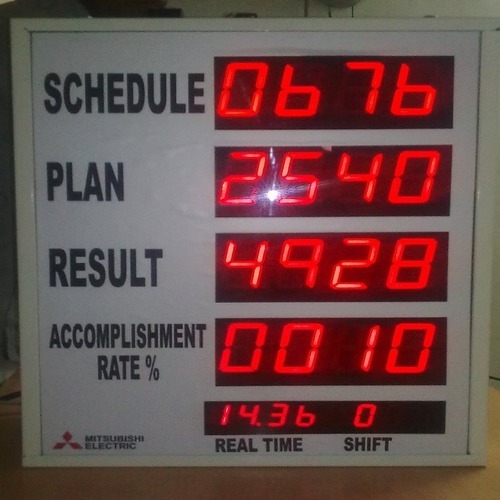 SCHEDULE 0676
PLAN 2540
RESULT 4928
ACCOMPLISHMENT 0010
RATE %
14.36 0
MITSUBISHI
ELECTRIC
REAL TIME SHIFT